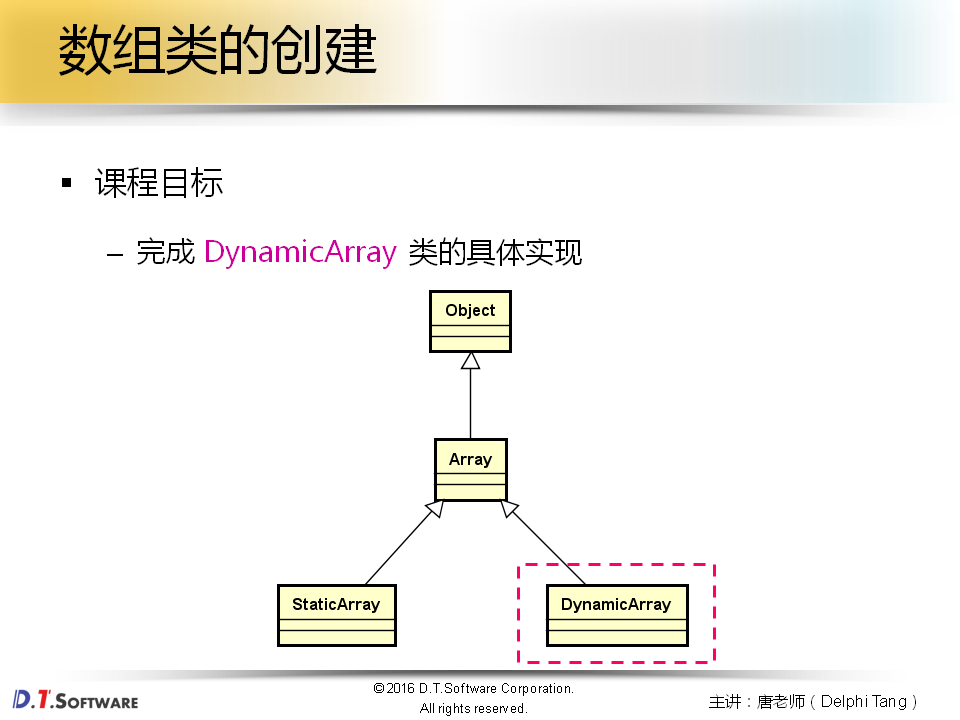 数组类的创建
▪ 课程目标
– 完成 DynamicArray 类的具体实现
Object
Array
StaticArray
DynamicArray
D.T.SOFTWARE
©2016 D.T.Software Corporation.
All rights reserved.
主讲：唐老师（Delphi Tang）